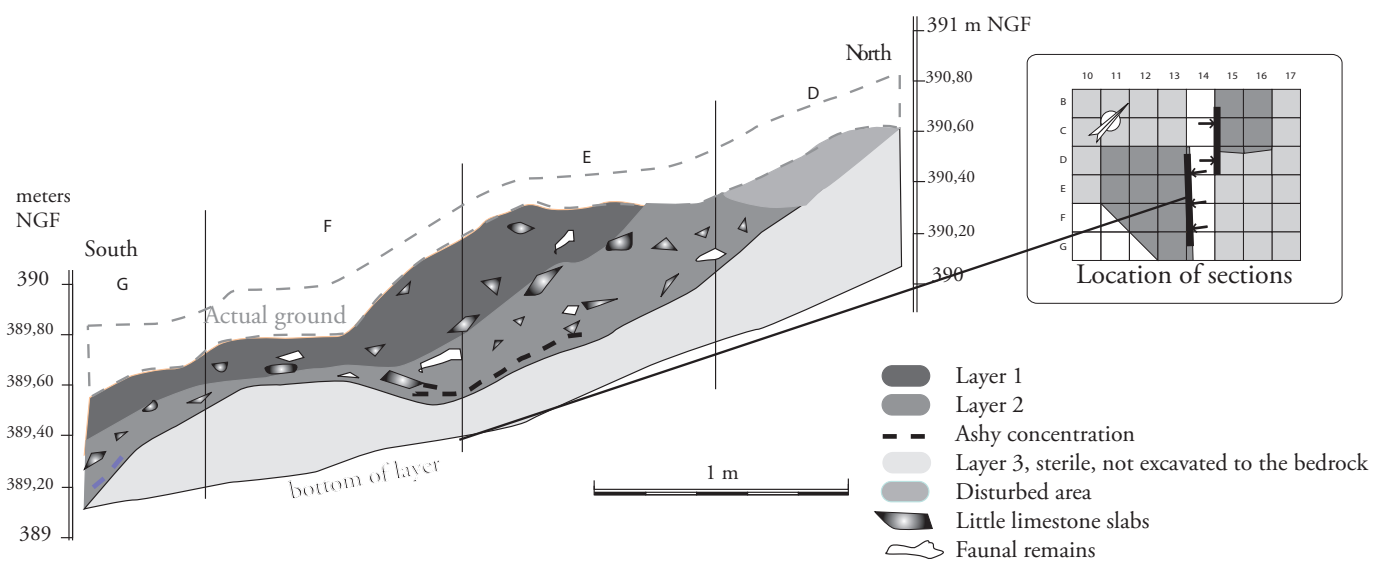 391 m NGF
North
390,80
D
390,60
E
390,40
meters
NGF
F
390,20
South
390
G
390
Actual ground
389,80
389,60
389,40
389,20
389
bottom of layer
1 m
10 11 12 13 14 15 16 17
B
C
D
E
F
G
Location of sections
Layer 1
Layer 2
Ashy concentration
Layer 3, sterile, not excavated to the bedrock
Disturbed area
Little limestone slabs
Faunal remains